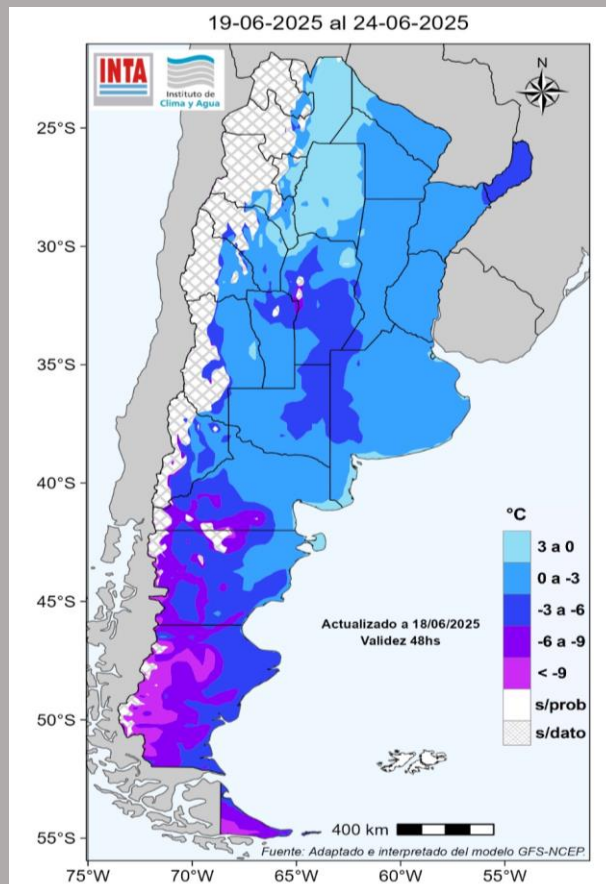 19-06-2025 al 24-06-2025
INTA
Instituto de
Clima y Agua
N
25°S
30°S
35°S
40°S
45°S
50°S
55°S
°C
3 a 0
0 a -3
-3 a -6
-6 a -9
< -9
s/prob
s/dato
Actualizado a 18/06/2025
Validez 48hs
400 km
Fuente: Adaptado e interpretado del modelo GFS-NCEP.
75°W
70°W
65°W
60°W
55°W